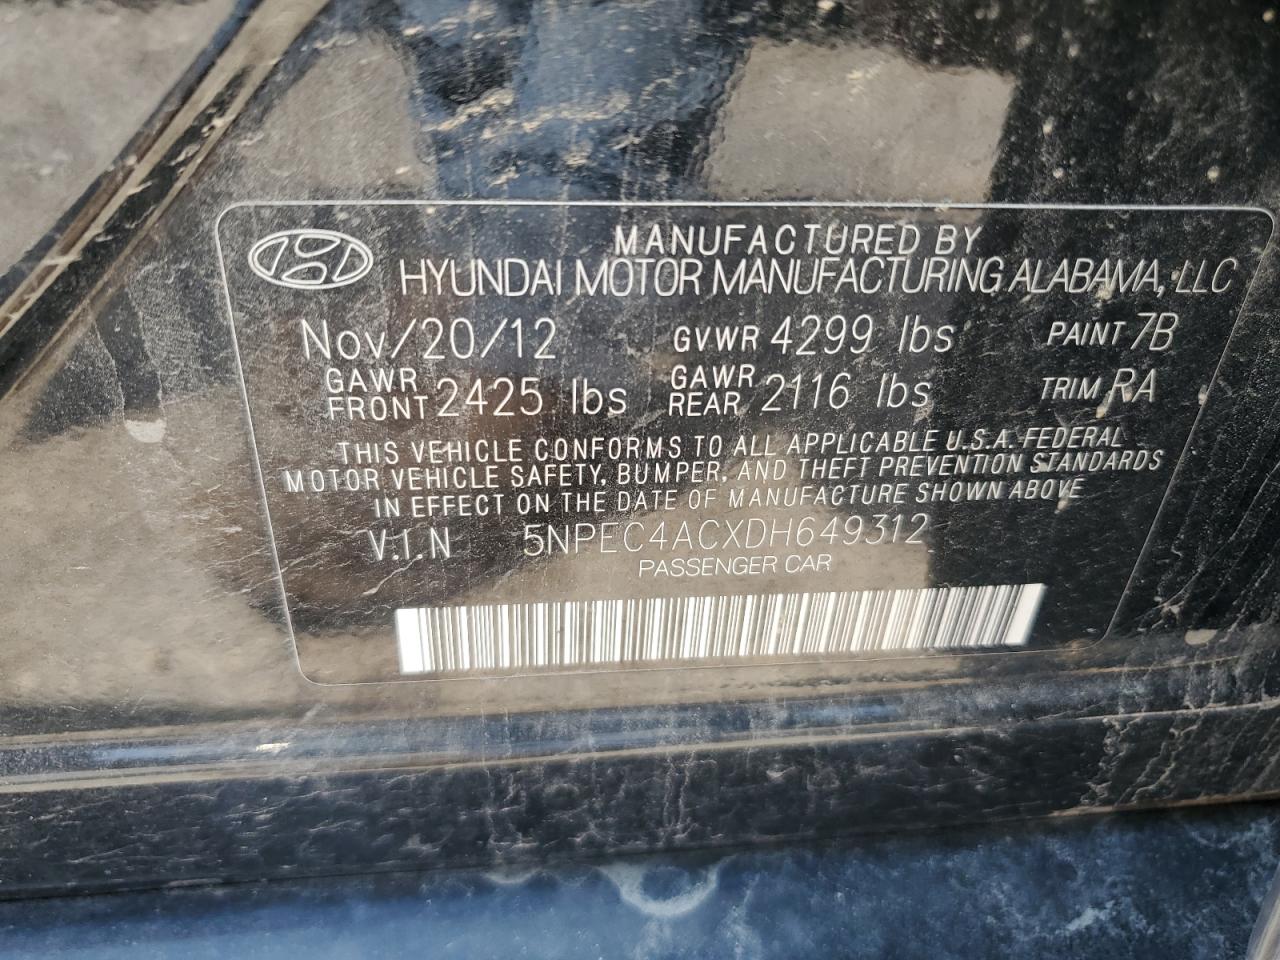 MANUFACTURED BY
HYUNDAI MOTOR MANUFACTURING ALABAMA, LLC
Nov/20/12 GVWR 4299 lbs PAINT 7B
GAWR FRONT 2425 lbs GAWR REAR 2116 lbs TRIM RA
THIS VEHICLE CONFORMS TO ALL APPLICABLE U.S.A. FEDERAL
MOTOR VEHICLE SAFETY, BUMPER, AND THEFT PREVENTION STANDARDS
IN EFFECT ON THE DATE OF MANUFACTURE SHOWN ABOVE
V.I.N 5NPEC4ACXDH649312
PASSENGER CAR